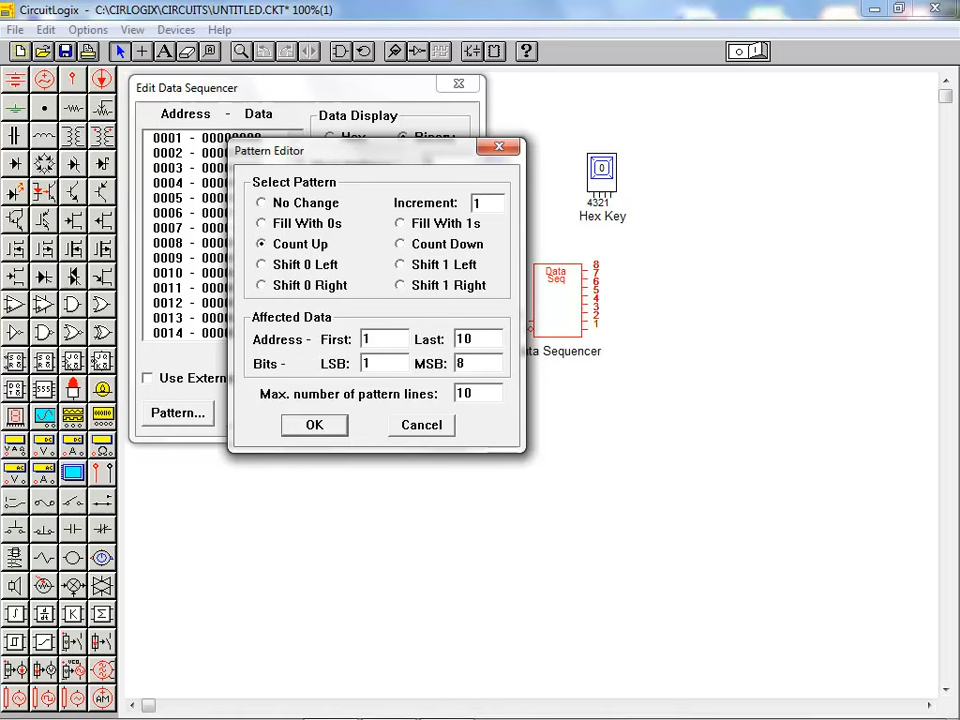 CircuitLogix - C:\CIRLOGIX\CIRCUITS\UNTITLED.CKT* 100%(1)
File Edit Options View Devices Help
Edit Data Sequencer
Address - Data
Data Display
Hex Binary
0001 - 00000000
0002 - 0000
0003 - 0000
0004 - 0000
0005 - 0000
0006 - 0000
0007 - 0000
0008 - 0000
0009 - 0000
0010 - 0000
0011 - 0000
0012 - 0000
0013 - 0000
0014 - 0000
Use Extern
Pattern...
Pattern Editor
Select Pattern
No Change Increment: 1
Fill With 0s Fill With 1s
Count Up Count Down
Shift 0 Left Shift 1 Left
Shift 0 Right Shift 1 Right
Affected Data
Address - First: 1 Last: 10
Bits - LSB: 1 MSB: 8
Max. number of pattern lines: 10
OK Cancel
0
4321
Hex Key
Data
Seq
8
7
6
5
4
3
2
1
ata Sequencer